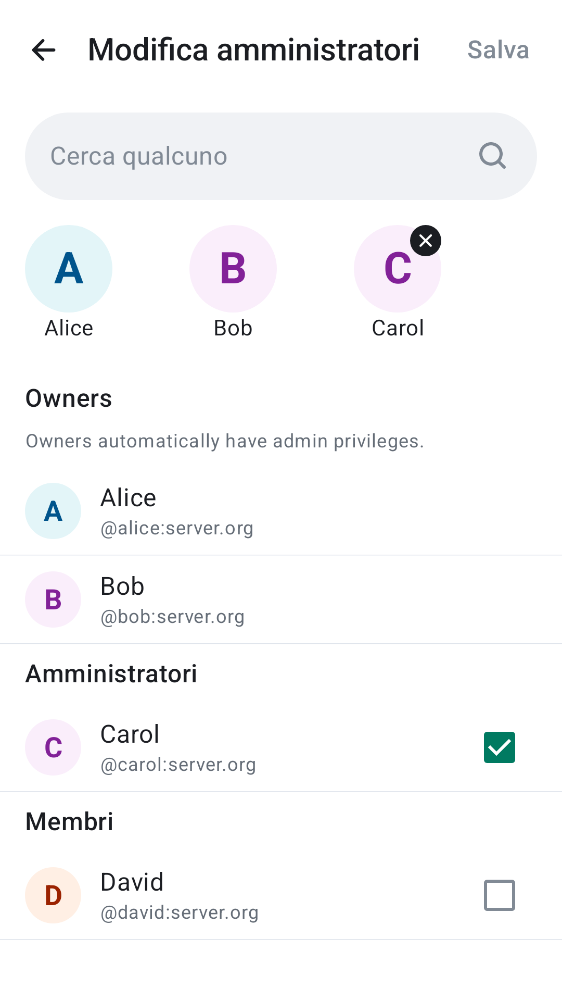 Modifica amministratori
Salva
Cerca qualcuno
A
B
C
Alice
Bob
Carol
Owners
Owners automatically have admin privileges.
A
Alice
@alice:server.org
B
Bob
@bob:server.org
Amministratori
C
Carol
@carol:server.org
Membri
D
David
@david:server.org